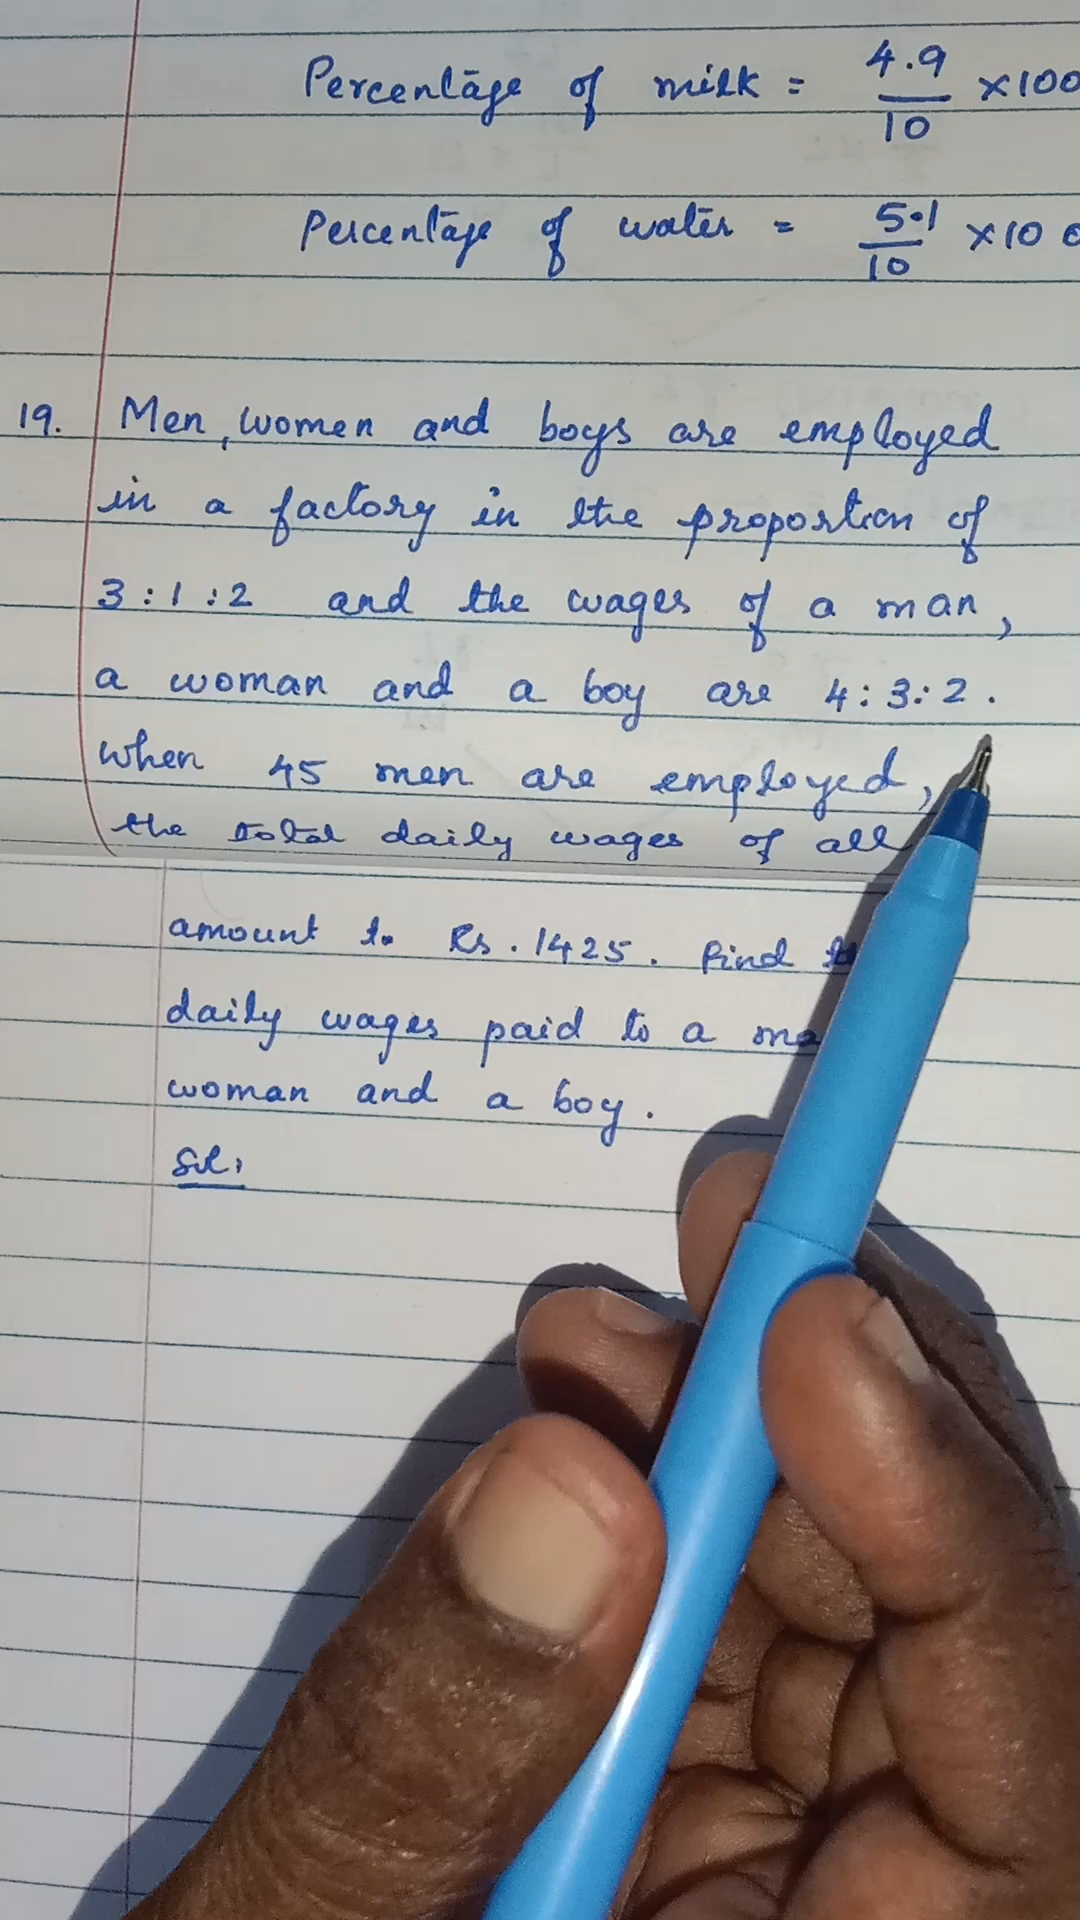 Percentage of milk = 4.9/10 ×100
Percentage of water = 5.1/10 ×10
19. Men, women and boys are employed
in a factory in the proportion of
3 : 1 : 2 and the wages of a man,
a woman and a boy are 4 : 3 : 2.
When 45 men are employed,
the total daily wages of all
amount to Rs. 1425. Find
daily wages paid to a
woman and a boy.
Sol: